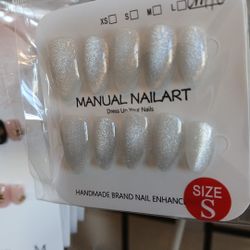 XS S M L
MANUAL NAILART
Dress Up Your Nails
HANDMADE BRAND NAIL ENHANC
SIZE
S
M